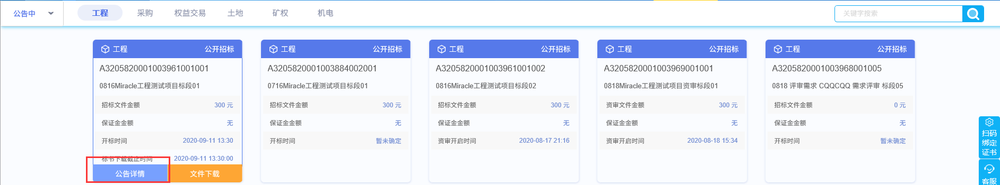 公告中 工程 采购 权益交易 土地 矿权 机电 关键字搜索
工程 公开招标
A3205820001003961001001
0816Miracle工程测试项目标段01
招标文件金额 300 元
保证金金额 无
开标时间 2020-09-11 13:30
标书下载截止时间 2020-09-11 13:30:00
公告详情 文件下载
工程 公开招标
A3205820001003884002001
0716Miracle工程测试项目标段01
招标文件金额 300 元
保证金金额 无
开标时间 暂未确定
工程 公开招标
A3205820001003961001002
0816Miracle工程测试项目标段02
招标文件金额 300 元
保证金金额 无
资审开启时间 2020-08-17 21:16
工程 公开招标
A3205820001003969001001
0818Miracle工程测试项目资审标段01
资审文件金额 300 元
保证金金额 无
资审开启时间 2020-08-18 15:34
工程 公开招标
A3205820001003968001005
0818 评审需求 CQQCQQ 需求评审 标段05
招标文件金额 0 元
保证金金额 无
开标时间 暂未确定
扫码
绑定
证书
客服